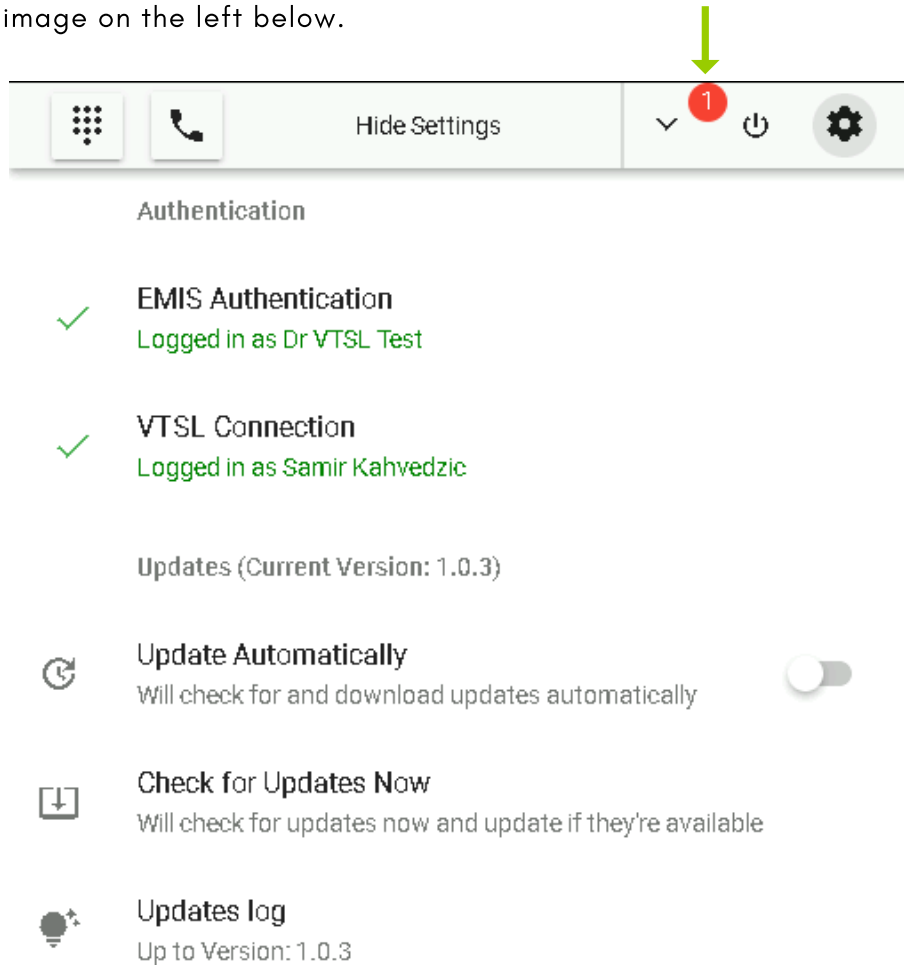 image on the left below.
1
Hide Settings
Authentication
EMIS Authentication
Logged in as Dr VTSL Test
VTSL Connection
Logged in as Samir Kahvedzic
Updates (Current Version: 1.0.3)
Update Automatically
Will check for and download updates automatically
Check for Updates Now
Will check for updates now and update if they're available
Updates log
Up to Version: 1.0.3